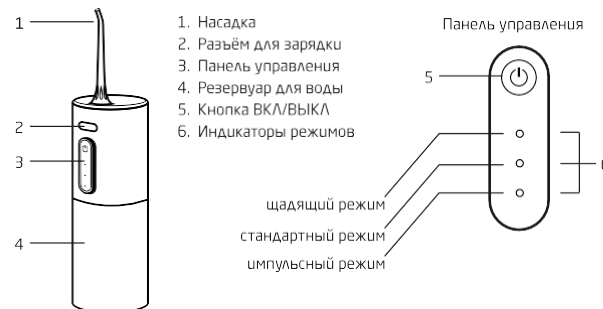 1
2
3
4
1. Насадка
2. Разъём для зарядки
3. Панель управления
4. Резервуар для воды
5. Кнопка ВКЛ/ВЫКЛ
6. Индикаторы режимов
Панель управления
5
щадящий режим
стандартный режим
импульсный режим